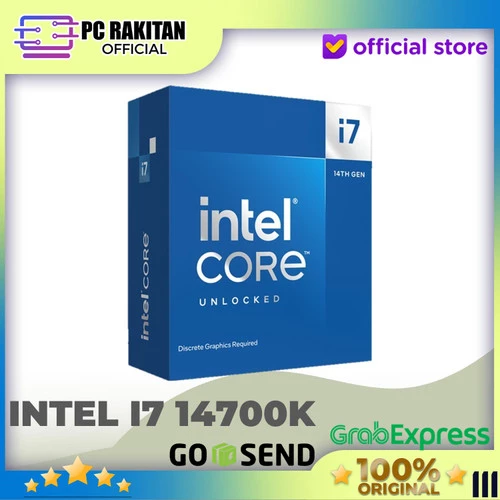 PC RAKITAN
OFFICIAL
official store
i7
14TH GEN
i7
intel®
CORE™
UNLOCKED
intel CORE
Discrete Graphics Required
INTEL I7 14700K
GO SEND
GrabExpress
100%
ORIGINAL